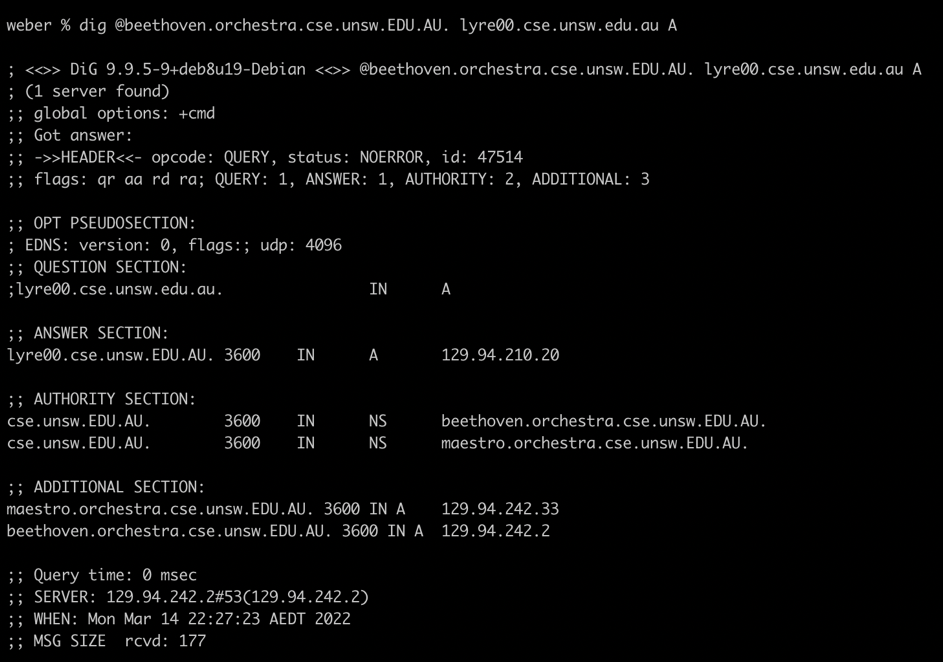 weber % dig @beethoven.orchestra.cse.unsw.EDU.AU. lyre00.cse.unsw.edu.au A
; <<>> DiG 9.9.5-9+deb8u19-Debian <<>> @beethoven.orchestra.cse.unsw.EDU.AU. lyre00.cse.unsw.edu.au A
; (1 server found)
;; global options: +cmd
;; Got answer:
;; ->>HEADER<<- opcode: QUERY, status: NOERROR, id: 47514
;; flags: qr aa rd ra; QUERY: 1, ANSWER: 1, AUTHORITY: 2, ADDITIONAL: 3
;; OPT PSEUDOSECTION:
; EDNS: version: 0, flags:; udp: 4096
;; QUESTION SECTION:
;lyre00.cse.unsw.edu.au. IN A
;; ANSWER SECTION:
lyre00.cse.unsw.EDU.AU. 3600 IN A 129.94.210.20
;; AUTHORITY SECTION:
cse.unsw.EDU.AU. 3600 IN NS beethoven.orchestra.cse.unsw.EDU.AU.
cse.unsw.EDU.AU. 3600 IN NS maestro.orchestra.cse.unsw.EDU.AU.
;; ADDITIONAL SECTION:
maestro.orchestra.cse.unsw.EDU.AU. 3600 IN A 129.94.242.33
beethoven.orchestra.cse.unsw.EDU.AU. 3600 IN A 129.94.242.2
;; Query time: 0 msec
;; SERVER: 129.94.242.2#53(129.94.242.2)
;; WHEN: Mon Mar 14 22:27:23 AEDT 2022
;; MSG SIZE rcvd: 177